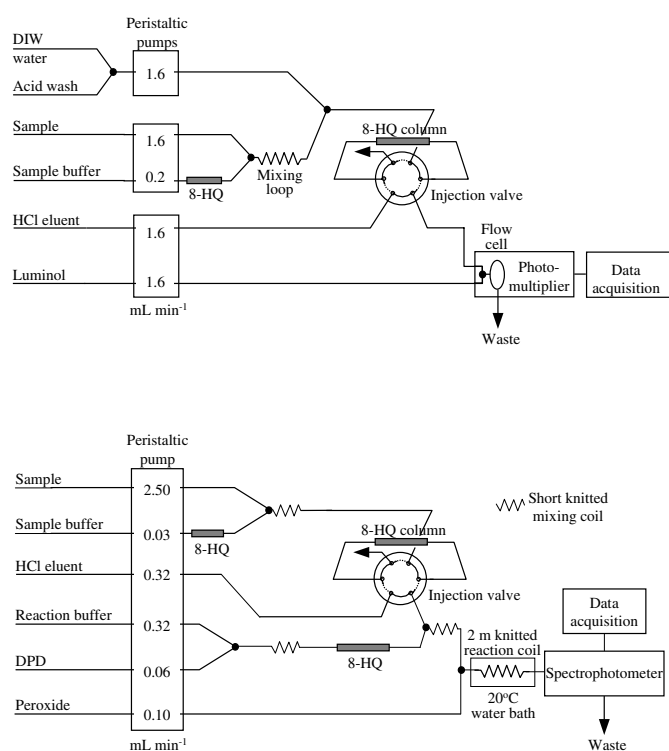 Peristaltic
pumps
DIW
water
Acid wash
1.6
Sample
1.6
Sample buffer
0.2
8-HQ
Mixing
loop
8-HQ column
Injection valve
HCl eluent
1.6
Luminol
1.6
mL min-1
Flow
cell
Photo-
multiplier
Data
acquisition
Waste
Peristaltic
pump
Sample
2.50
Sample buffer
0.03
8-HQ
HCl eluent
0.32
Reaction buffer
0.32
DPD
0.06
Peroxide
0.10
mL min-1
8-HQ column
Injection valve
8-HQ
Short knitted
mixing coil
2 m knitted
reaction coil
20°C
water bath
Data
acquisition
Spectrophotometer
Waste